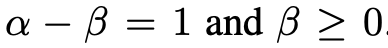 α − β = 1 and β ≥ 0.